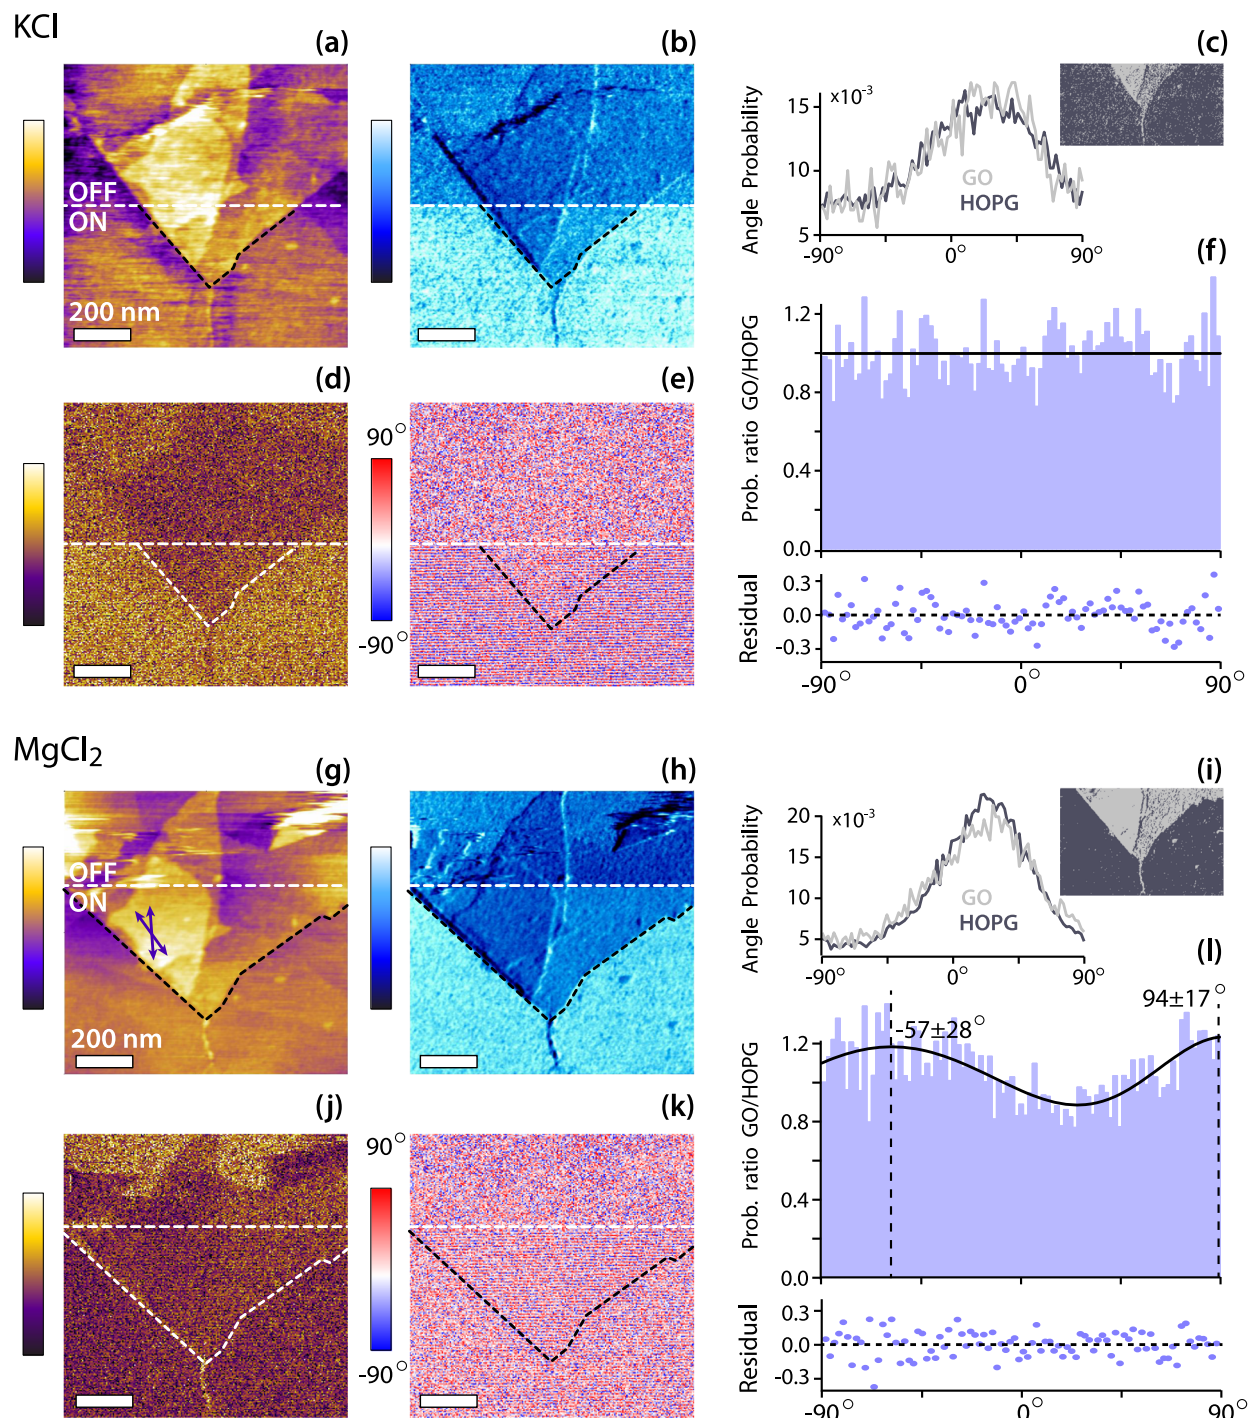 KCl
(a)
OFF
ON
200 nm
(b)
(c)
x10-3
15
10
5
Angle Probability
GO
HOPG
-90°
0°
90°
(d)
(e)
90°
-90°
(f)
1.2
0.8
0.4
0.0
Prob. ratio GO/HOPG
0.3
0.0
-0.3
Residual
-90°
0°
90°
MgCl2
(g)
OFF
ON
200 nm
(h)
(i)
x10-3
20
15
10
5
Angle Probability
GO
HOPG
-90°
0°
90°
(j)
(k)
90°
-90°
(l)
94±17°
-57±28°
1.2
0.8
0.4
0.0
Prob. ratio GO/HOPG
0.3
0.0
-0.3
Residual
-90°
0°
90°